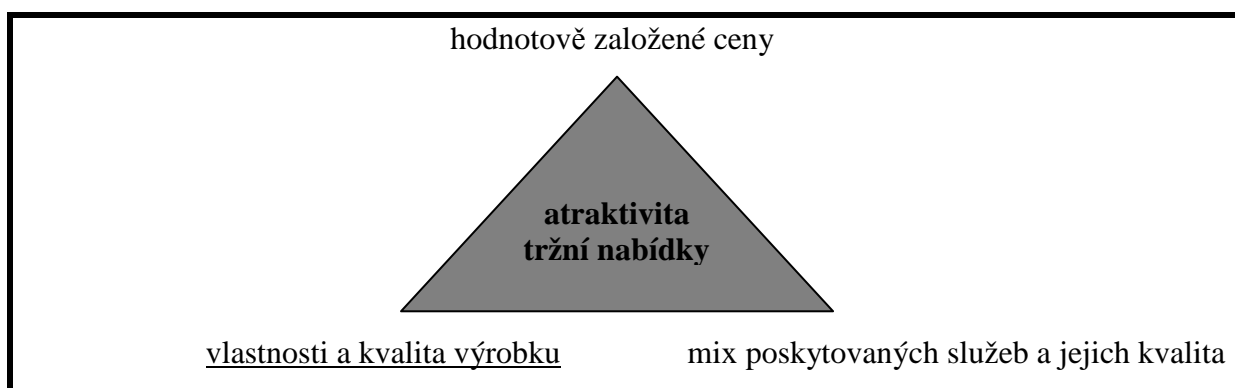 hodnotově založené ceny
atraktivita
tržní nabídky
vlastnosti a kvalita výrobku mix poskytovaných služeb a jejich kvalita